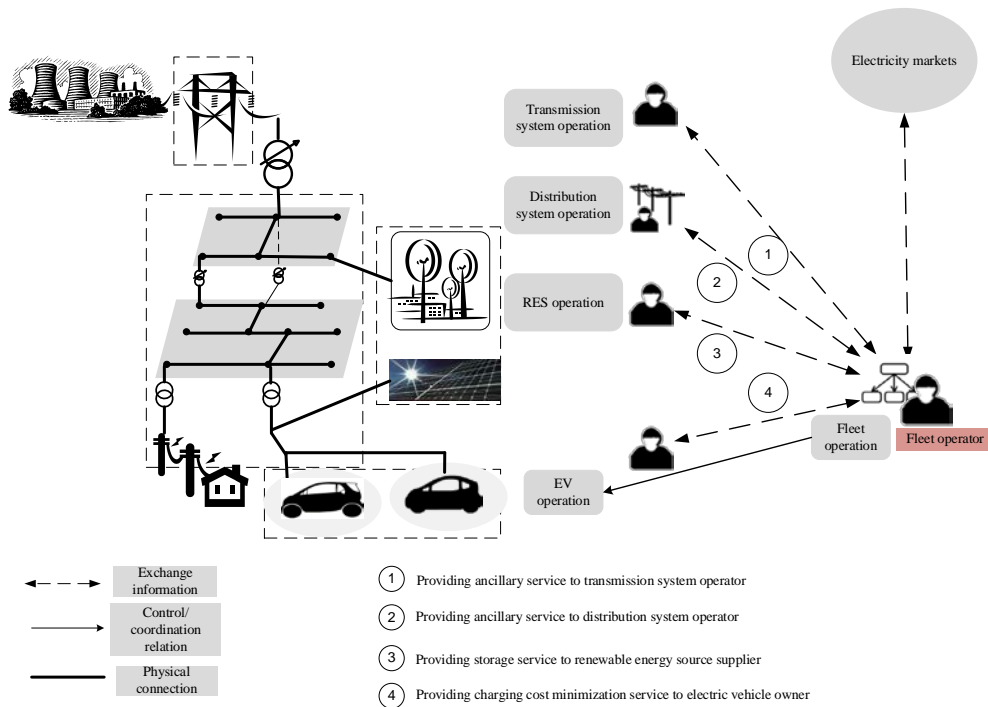 Electricity markets
Transmission
system operation
Distribution
system operation
1
2
RES operation
3
4
Fleet
operation
Fleet operator
EV
operation
Exchange
information
Control/
coordination
relation
Physical
connection
1 Providing ancillary service to transmission system operator
2 Providing ancillary service to distribution system operator
3 Providing storage service to renewable energy source supplier
4 Providing charging cost minimization service to electric vehicle owner